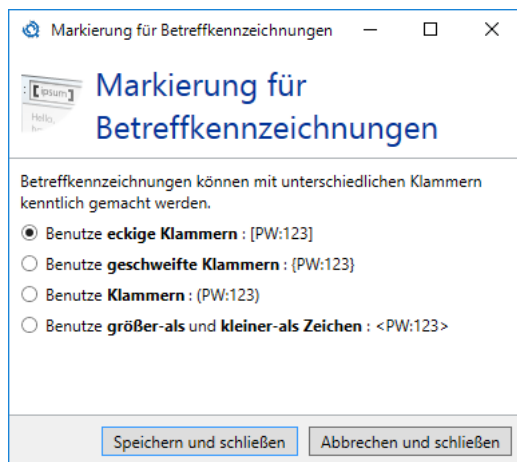 Markierung für Betreffkennzeichnungen
: [ipsum]
Hello,
Markierung für
Betreffkennzeichnungen
Betreffkennzeichnungen können mit unterschiedlichen Klammern
kenntlich gemacht werden.
Benutze eckige Klammern : [PW:123]
Benutze geschweifte Klammern : {PW:123}
Benutze Klammern : (PW:123)
Benutze größer-als und kleiner-als Zeichen : <PW:123>
Speichern und schließen
Abbrechen und schließen